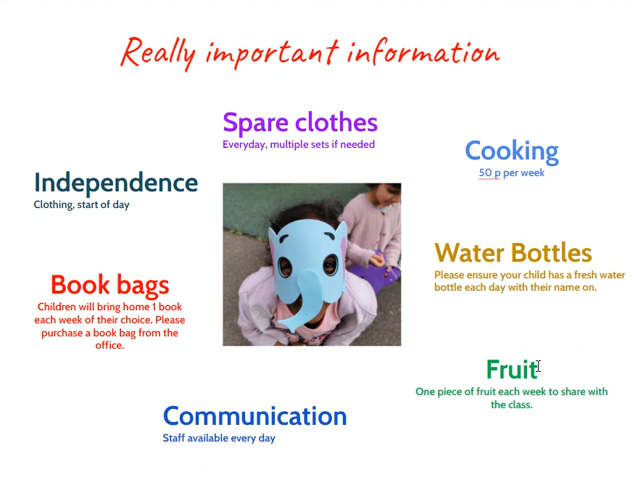 Really important information
Spare clothes
Everyday, multiple sets if needed
Cooking
50 p per week
Independence
Clothing, start of day
Water Bottles
Please ensure your child has a fresh water
bottle each day with their name on.
Book bags
Children will bring home 1 book
each week of their choice. Please
purchase a book bag from the
office.
Fruit
One piece of fruit each week to share with
the class.
Communication
Staff available every day